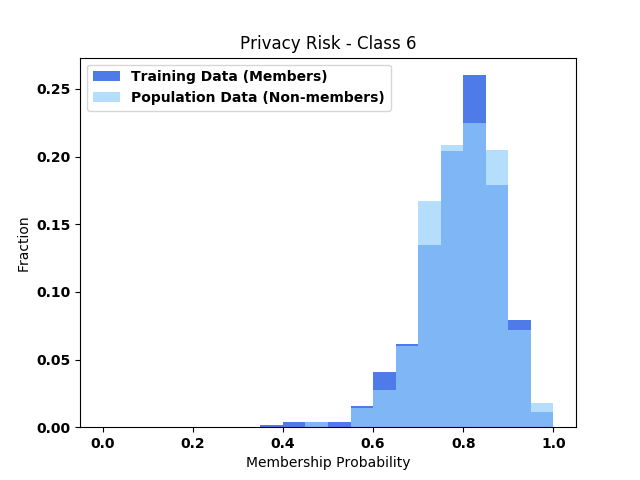 Privacy Risk - Class 6
Training Data (Members)
Population Data (Non-members)
0.25
0.20
0.15
0.10
0.05
0.00
Fraction
0.0 0.2 0.4 0.6 0.8 1.0
Membership Probability